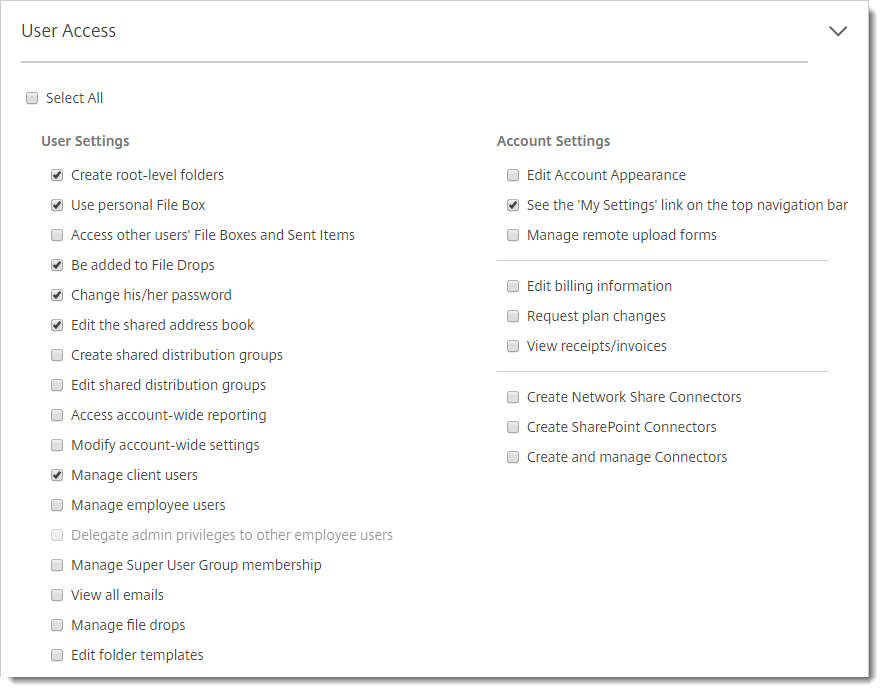 User Access
Select All
User Settings
Create root-level folders
Use personal File Box
Access other users' File Boxes and Sent Items
Be added to File Drops
Change his/her password
Edit the shared address book
Create shared distribution groups
Edit shared distribution groups
Access account-wide reporting
Modify account-wide settings
Manage client users
Manage employee users
Delegate admin privileges to other employee users
Manage Super User Group membership
View all emails
Manage file drops
Edit folder templates
Account Settings
Edit Account Appearance
See the 'My Settings' link on the top navigation bar
Manage remote upload forms
Edit billing information
Request plan changes
View receipts/invoices
Create Network Share Connectors
Create SharePoint Connectors
Create and manage Connectors